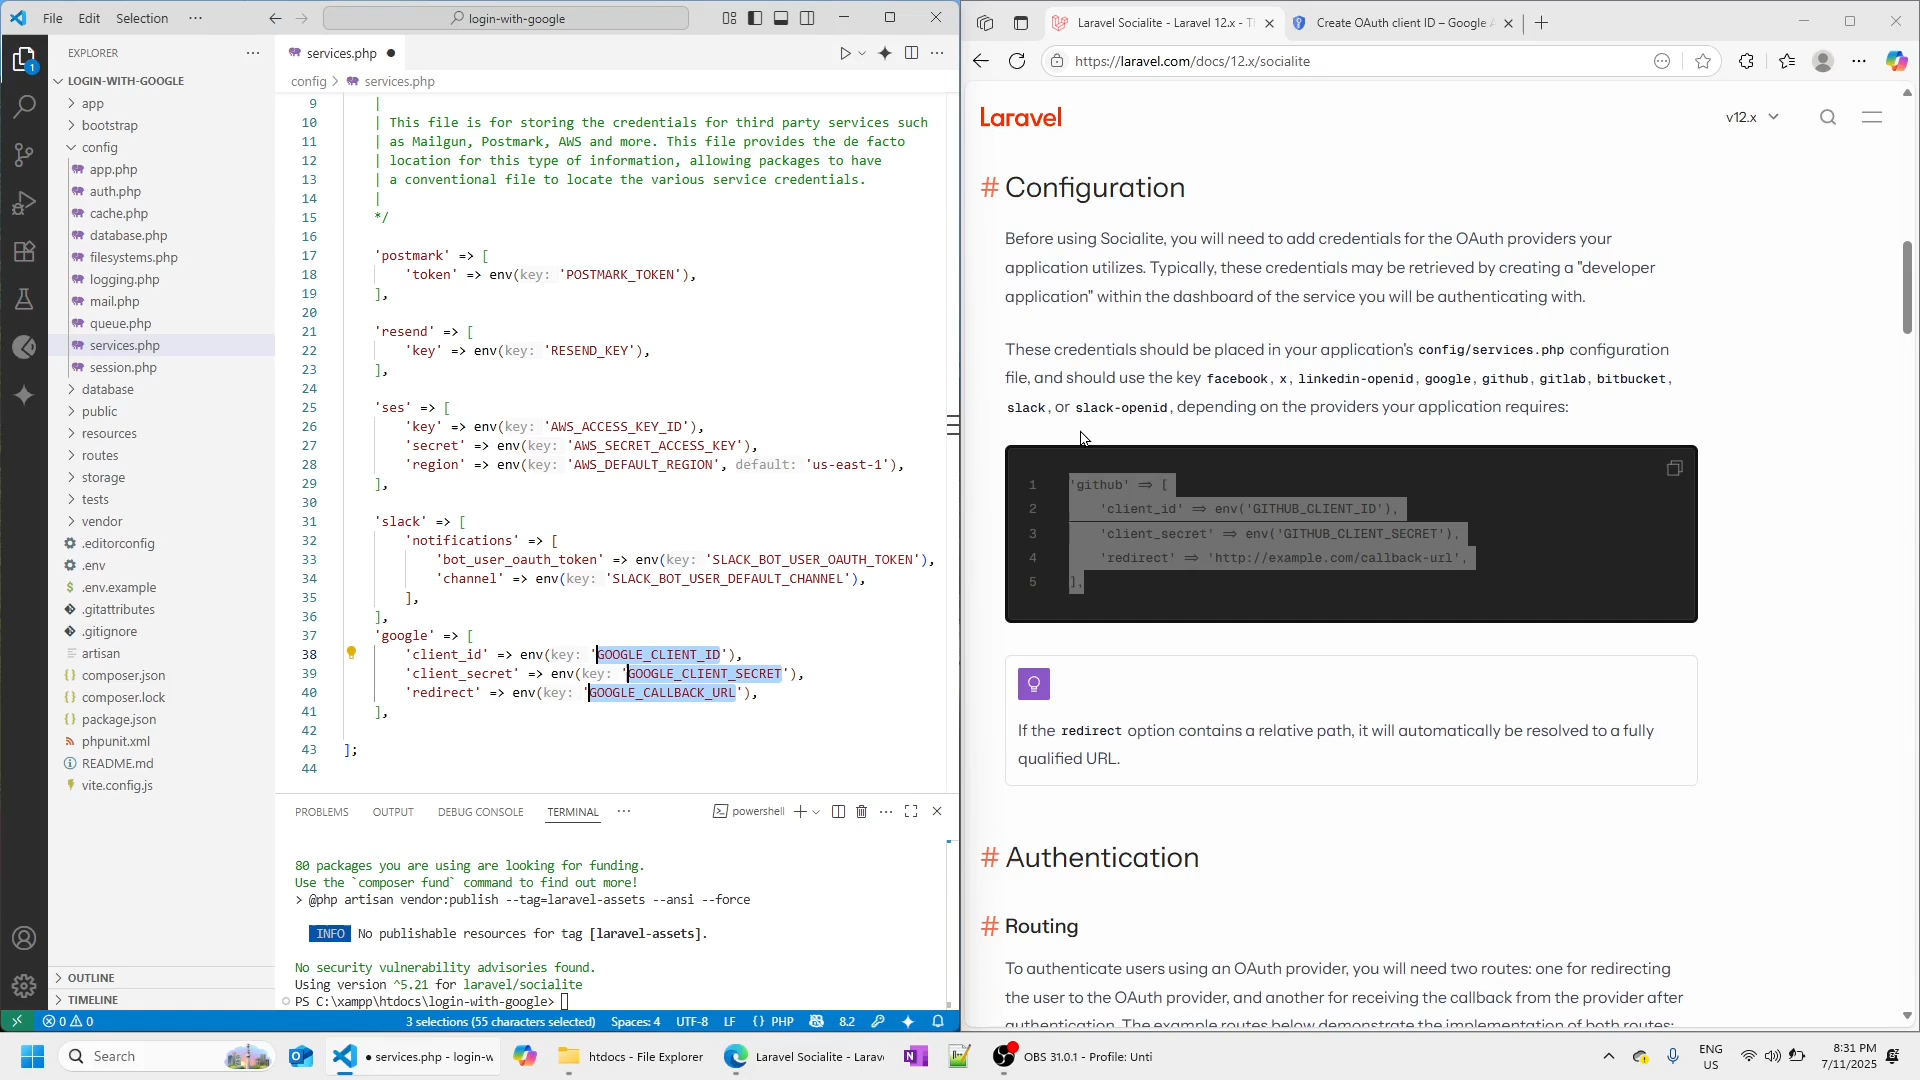 File Edit Selection ···
login-with-google
EXPLORER
LOGIN-WITH-GOOGLE
app
bootstrap
config
app.php
auth.php
cache.php
database.php
filesystems.php
logging.php
mail.php
queue.php
services.php
session.php
database
public
resources
routes
storage
tests
vendor
.editorconfig
.env
.env.example
.gitattributes
.gitignore
artisan
composer.json
composer.lock
package.json
phpunit.xml
README.md
vite.config.js
OUTLINE
TIMELINE
services.php
config > services.php
9 |
10 | This file is for storing the credentials for third party services such
11 | as Mailgun, Postmark, AWS and more. This file provides the de facto
12 | location for this type of information, allowing packages to have
13 | a conventional file to locate the various service credentials.
14 |
15 */
16
17 'postmark' => [
18 'token' => env(key: 'POSTMARK_TOKEN'),
19 ],
20
21 'resend' => [
22 'key' => env(key: 'RESEND_KEY'),
23 ],
24
25 'ses' => [
26 'key' => env(key: 'AWS_ACCESS_KEY_ID'),
27 'secret' => env(key: 'AWS_SECRET_ACCESS_KEY'),
28 'region' => env(key: 'AWS_DEFAULT_REGION', default: 'us-east-1'),
29 ],
30
31 'slack' => [
32 'notifications' => [
33 'bot_user_oauth_token' => env(key: 'SLACK_BOT_USER_OAUTH_TOKEN'),
34 'channel' => env(key: 'SLACK_BOT_USER_DEFAULT_CHANNEL'),
35 ],
36 ],
37 'google' => [
38 'client_id' => env(key: 'GOOGLE_CLIENT_ID'),
39 'client_secret' => env(key: 'GOOGLE_CLIENT_SECRET'),
40 'redirect' => env(key: 'GOOGLE_CALLBACK_URL'),
41 ],
42
43 ];
44
PROBLEMS OUTPUT DEBUG CONSOLE TERMINAL ··· powershell
80 packages you are using are looking for funding.
Use the `composer fund` command to find out more!
> @php artisan vendor:publish --tag=laravel-assets --ansi --force
INFO No publishable resources for tag [laravel-assets].
No security vulnerability advisories found.
Using version ^5.21 for laravel/socialite
PS C:\xampp\htdocs\login-with-google>
0 0 3 selections (55 characters selected) Spaces: 4 UTF-8 LF {} PHP 8.2
Laravel Socialite - Laravel 12.x - Th
Create OAuth client ID – Google A
https://laravel.com/docs/12.x/socialite
Laravel
v12.x
# Configuration
Before using Socialite, you will need to add credentials for the OAuth providers your
application utilizes. Typically, these credentials may be retrieved by creating a "developer
application" within the dashboard of the service you will be authenticating with.
These credentials should be placed in your application's config/services.php configuration
file, and should use the key facebook, x, linkedin-openid, google, github, gitlab, bitbucket,
slack, or slack-openid, depending on the providers your application requires:
1 'github' => [
2 'client_id' => env('GITHUB_CLIENT_ID'),
3 'client_secret' => env('GITHUB_CLIENT_SECRET'),
4 'redirect' => 'http://example.com/callback-url',
5 ],
If the redirect option contains a relative path, it will automatically be resolved to a fully
qualified URL.
# Authentication
# Routing
To authenticate users using an OAuth provider, you will need two routes: one for redirecting
the user to the OAuth provider, and another for receiving the callback from the provider after
authentication. The example routes below demonstrate the implementation of both routes:
Search
● services.php - login-w
htdocs - File Explorer
Laravel Socialite - Larav
OBS 31.0.1 - Profile: Unti
ENG
US
8:31 PM
7/11/2025